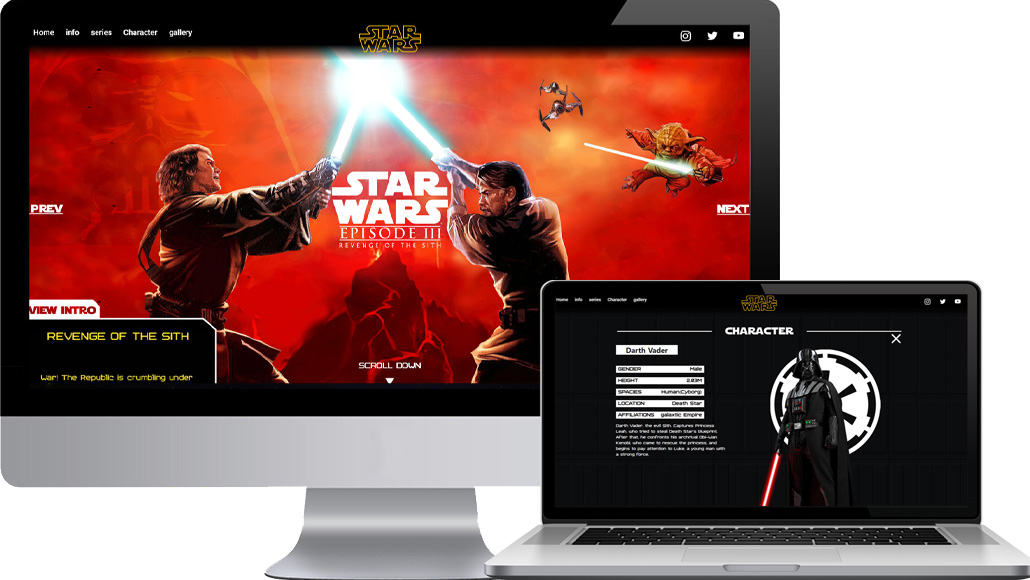 Home info series Character gallery
STAR
WARS
PREV
NEXT
STAR
WARS
EPISODE III
REVENGE OF THE SITH
VIEW INTRO
REVENGE OF THE SITH
War! The Republic is crumbling under
SCROLL DOWN
Home info series Character gallery
STAR
WARS
CHARACTER
Darth Vader
GENDER Male
HEIGHT 2.03M
SPACIES Human(Cyborg)
LOCATION Death Star
AFFILIATIONS galaxtic Empire
Darth Vader: the evil Sith. Captures Princess
Leah, who tried to steal Death Star's blueprint.
After that, he confronts his archrival Obi-Wan
Kenobi, who came to rescue the princess, and
begins to pay attention to Luke, a young man with
a strong force.